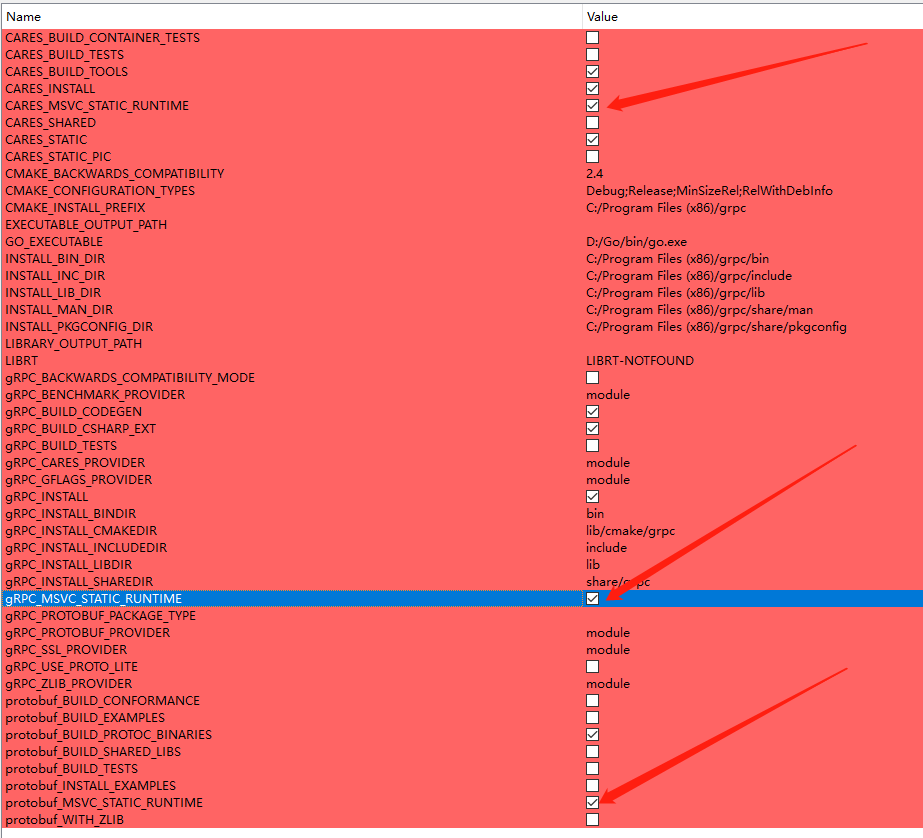 Name Value
CARES_BUILD_CONTAINER_TESTS
CARES_BUILD_TESTS
CARES_BUILD_TOOLS
CARES_INSTALL
CARES_MSVC_STATIC_RUNTIME
CARES_SHARED
CARES_STATIC
CARES_STATIC_PIC
CMAKE_BACKWARDS_COMPATIBILITY 2.4
CMAKE_CONFIGURATION_TYPES Debug;Release;MinSizeRel;RelWithDebInfo
CMAKE_INSTALL_PREFIX C:/Program Files (x86)/grpc
EXECUTABLE_OUTPUT_PATH
GO_EXECUTABLE D:/Go/bin/go.exe
INSTALL_BIN_DIR C:/Program Files (x86)/grpc/bin
INSTALL_INC_DIR C:/Program Files (x86)/grpc/include
INSTALL_LIB_DIR C:/Program Files (x86)/grpc/lib
INSTALL_MAN_DIR C:/Program Files (x86)/grpc/share/man
INSTALL_PKGCONFIG_DIR C:/Program Files (x86)/grpc/share/pkgconfig
LIBRARY_OUTPUT_PATH
LIBRT LIBRT-NOTFOUND
gRPC_BACKWARDS_COMPATIBILITY_MODE
gRPC_BENCHMARK_PROVIDER module
gRPC_BUILD_CODEGEN
gRPC_BUILD_CSHARP_EXT
gRPC_BUILD_TESTS
gRPC_CARES_PROVIDER module
gRPC_GFLAGS_PROVIDER module
gRPC_INSTALL
gRPC_INSTALL_BINDIR bin
gRPC_INSTALL_CMAKEDIR lib/cmake/grpc
gRPC_INSTALL_INCLUDEDIR include
gRPC_INSTALL_LIBDIR lib
gRPC_INSTALL_SHAREDIR share/grpc
gRPC_MSVC_STATIC_RUNTIME
gRPC_PROTOBUF_PACKAGE_TYPE
gRPC_PROTOBUF_PROVIDER module
gRPC_SSL_PROVIDER module
gRPC_USE_PROTO_LITE
gRPC_ZLIB_PROVIDER module
protobuf_BUILD_CONFORMANCE
protobuf_BUILD_EXAMPLES
protobuf_BUILD_PROTOC_BINARIES
protobuf_BUILD_SHARED_LIBS
protobuf_BUILD_TESTS
protobuf_INSTALL_EXAMPLES
protobuf_MSVC_STATIC_RUNTIME
protobuf_WITH_ZLIB